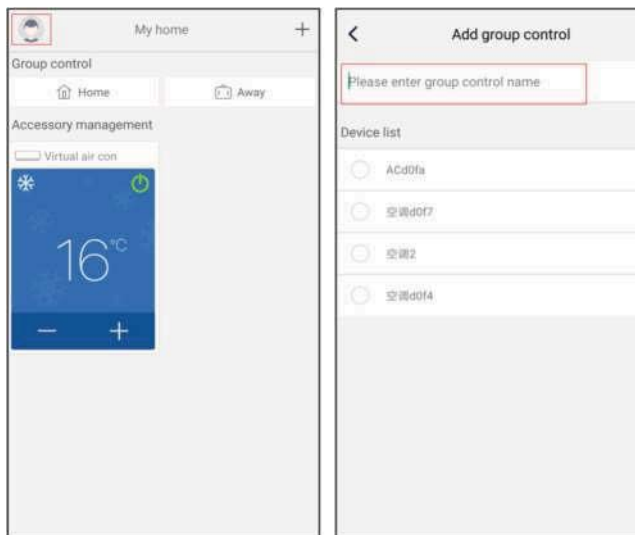 My home
+
Group control
Home
Away
Accessory management
Virtual air con
16°C
− +
Add group control
Please enter group control name
Device list
ACd0fa
空调d0f7
空调2
空调d0f4